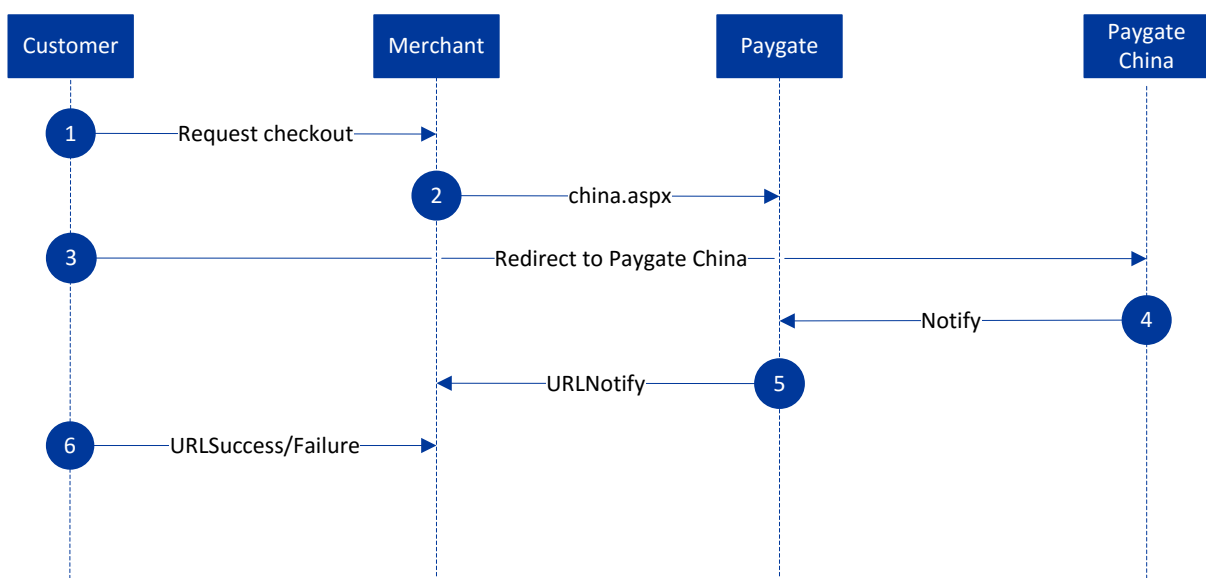 Customer
Merchant
Paygate
Paygate
China
1
Request checkout
2
china.aspx
3
Redirect to Paygate China
Notify
4
URLNotify
5
6
URLSuccess/Failure